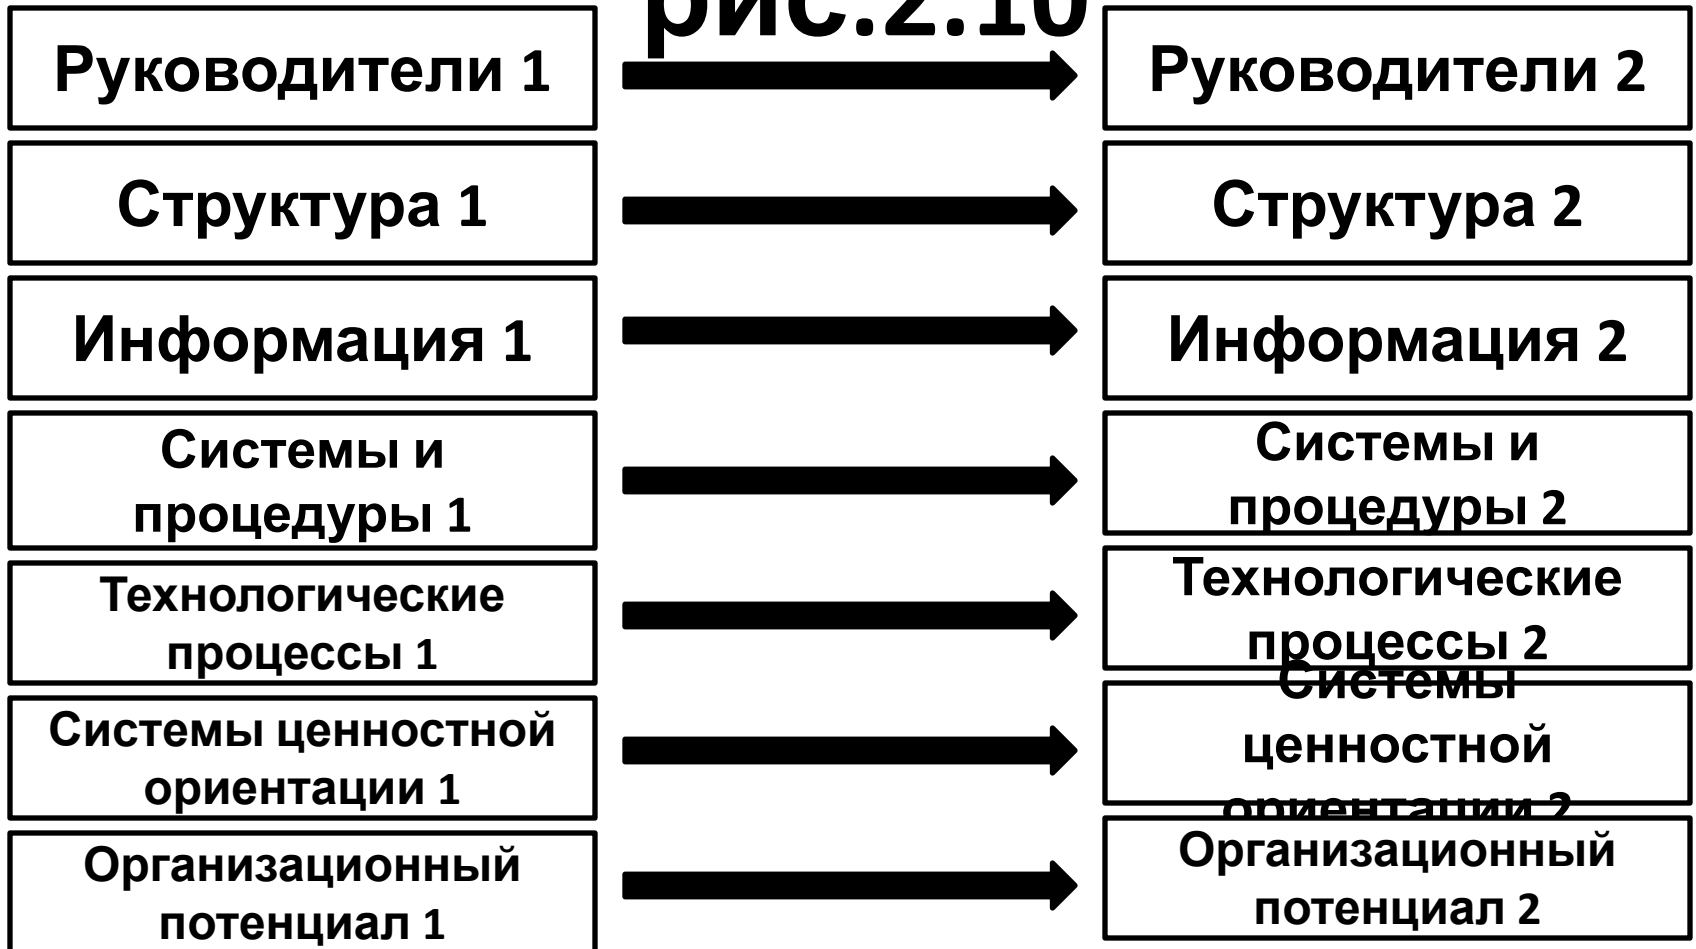 рис.2.10
Руководители 1
Руководители 2
Структура 1
Структура 2
Информация 1
Информация 2
Системы и
процедуры 1
Системы и
процедуры 2
Технологические
процессы 1
Технологические
процессы 2
Системы ценностной
ориентации 1
Системы
ценностной
ориентации 2
Организационный
потенциал 1
Организационный
потенциал 2